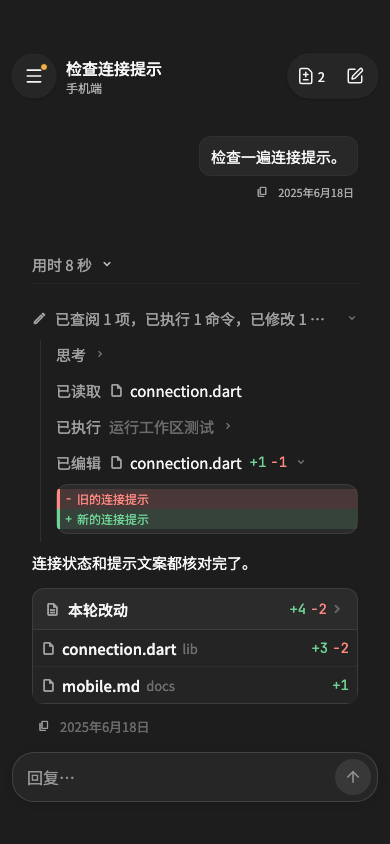 检查连接提示
手机端
2
检查一遍连接提示。
2025年6月18日
用时 8 秒
已查阅 1 项，已执行 1 命令，已修改 1 …
思考
已读取 connection.dart
已执行 运行工作区测试
已编辑 connection.dart +1 -1
- 旧的连接提示
+ 新的连接提示
连接状态和提示文案都核对完了。
本轮改动 +4 -2
connection.dart lib +3 -2
mobile.md docs +1
2025年6月18日
回复…